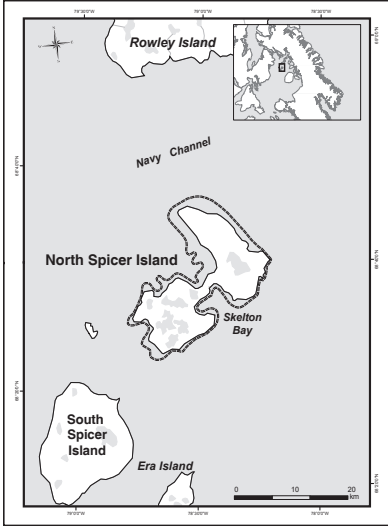 Rowley Island
Navy Channel
North Spicer Island
Skelton
Bay
South
Spicer
Island
Era Island
0 10 20
km